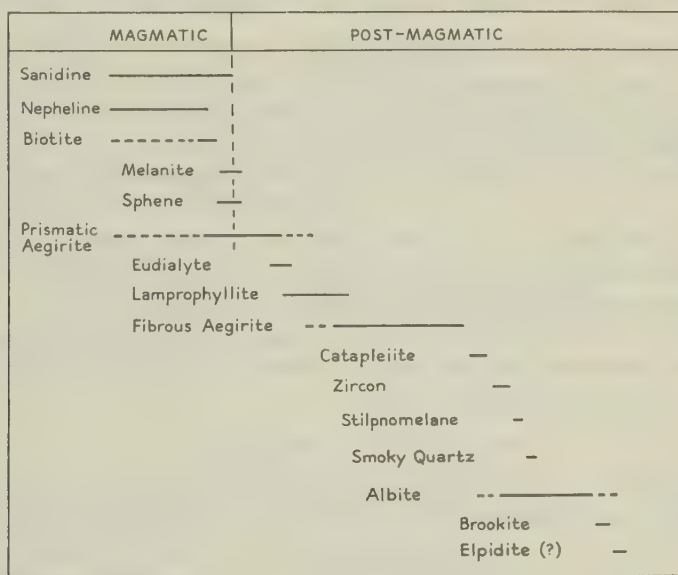 MAGMATIC POST-MAGMATIC
Sanidine
Nepheline
Biotite
Melanite
Sphene
Prismatic
Aegirite
Eudialyte
Lamprophyllite
Fibrous Aegirite
Catapleiite
Zircon
Stilpnomelane
Smoky Quartz
Albite
Brookite
Elpidite (?)